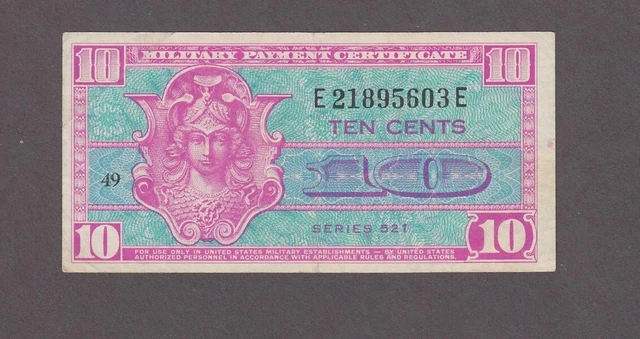 10 MILITARY PAYMENT CERTIFICATE 10
E21895603E
TEN CENTS
49
10
SERIES 521
10 10
FOR USE ONLY IN UNITED STATES MILITARY ESTABLISHMENTS — BY UNITED STATES
AUTHORIZED PERSONNEL IN ACCORDANCE WITH APPLICABLE RULES AND REGULATIONS.